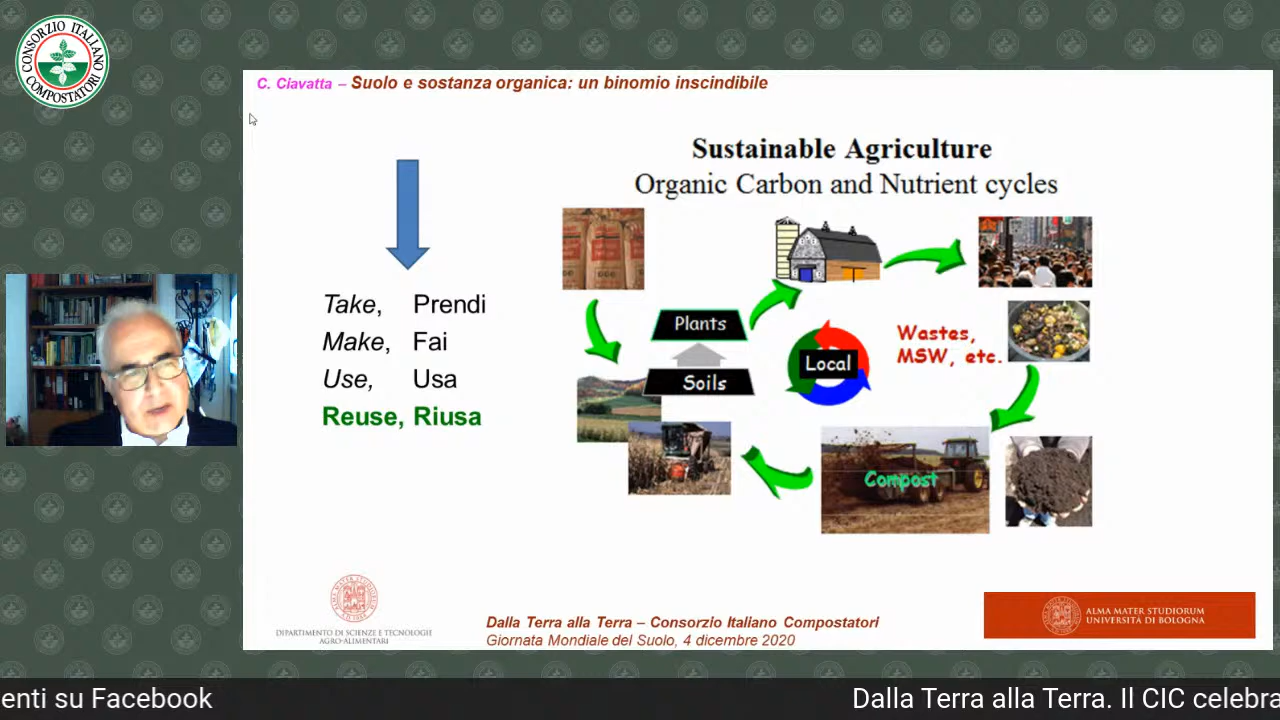 CONSORZIO ITALIANO
COMPOSTATORI
C. Ciavatta – Suolo e sostanza organica: un binomio inscindibile
Sustainable Agriculture
Organic Carbon and Nutrient cycles
Take, Prendi
Make, Fai
Use, Usa
Reuse, Riusa
Plants
Soils
Local
Wastes,
MSW, etc.
Compost
DIPARTIMENTO DI SCIENZE E TECNOLOGIE
AGRO-ALIMENTARI
Dalla Terra alla Terra – Consorzio Italiano Compostatori
Giornata Mondiale del Suolo, 4 dicembre 2020
ALMA MATER STUDIORUM
UNIVERSITÀ DI BOLOGNA
enti su Facebook
Dalla Terra alla Terra. Il CIC celebra